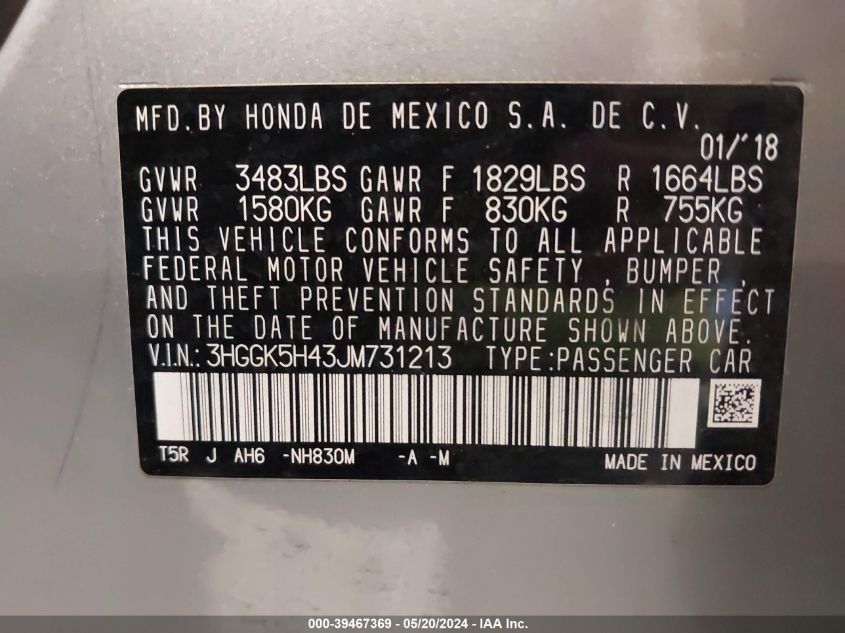 MFD.BY HONDA DE MEXICO S.A. DE C.V.
01/'18
GVWR 3483LBS GAWR F 1829LBS R 1664LBS
GVWR 1580KG GAWR F 830KG R 755KG
THIS VEHICLE CONFORMS TO ALL APPLICABLE
FEDERAL MOTOR VEHICLE SAFETY , BUMPER ,
AND THEFT PREVENTION STANDARDS IN EFFECT
ON THE DATE OF MANUFACTURE SHOWN ABOVE.
V.I.N.:3HGGK5H43JM731213 TYPE:PASSENGER CAR
T5R J AH6 -NH830M -A -M
MADE IN MEXICO
000-39467369 - 05/20/2024 - IAA Inc.